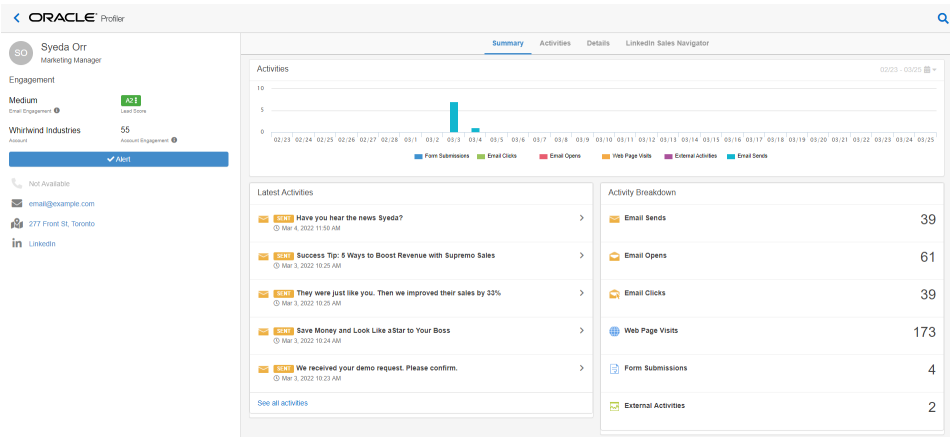 ORACLE Profiler
SO
Syeda Orr
Marketing Manager
Engagement
Medium
Email Engagement
A2
Lead Score
Whirlwind Industries
Account
55
Account Engagement
Alert
Not Available
email@example.com
277 Front St, Toronto
LinkedIn
Summary Activities Details LinkedIn Sales Navigator
Activities
02/23 - 03/25
10
5
0
02/23 02/24 02/25 02/26 02/27 02/28 03/1 03/2 03/3 03/4 03/5 03/6 03/7 03/8 03/9 03/10 03/11 03/12 03/13 03/14 03/15 03/16 03/17 03/18 03/19 03/20 03/21 03/22 03/23 03/24 03/25
Form Submissions Email Clicks Email Opens Web Page Visits External Activities Email Sends
Latest Activities
SENT Have you hear the news Syeda?
Mar 4, 2022 11:50 AM
SENT Success Tip: 5 Ways to Boost Revenue with Supremo Sales
Mar 3, 2022 10:25 AM
SENT They were just like you. Then we improved their sales by 33%
Mar 3, 2022 10:25 AM
SENT Save Money and Look Like aStar to Your Boss
Mar 3, 2022 10:24 AM
SENT We received your demo request. Please confirm.
Mar 3, 2022 10:23 AM
See all activities
Activity Breakdown
Email Sends 39
Email Opens 61
Email Clicks 39
Web Page Visits 173
Form Submissions 4
External Activities 2